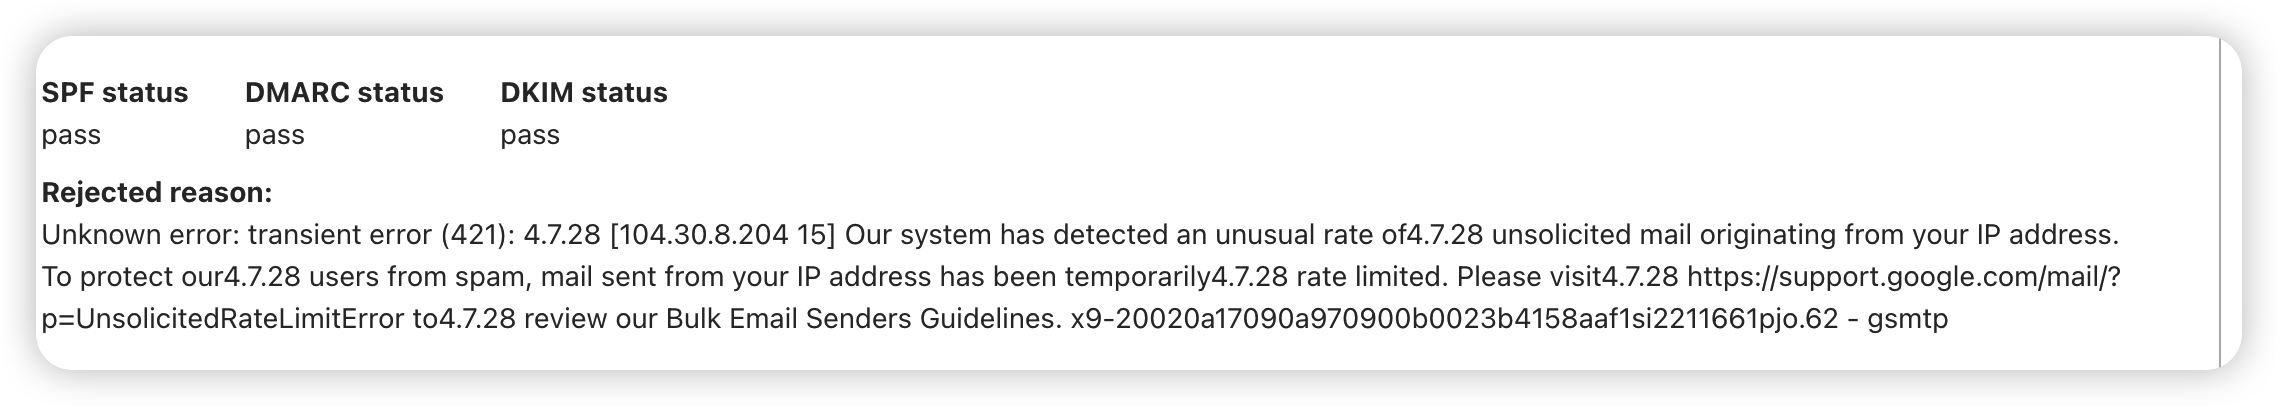 SPF status DMARC status DKIM status
pass pass pass
Rejected reason:
Unknown error: transient error (421): 4.7.28 [104.30.8.204 15] Our system has detected an unusual rate of4.7.28 unsolicited mail originating from your IP address.
To protect our4.7.28 users from spam, mail sent from your IP address has been temporarily4.7.28 rate limited. Please visit4.7.28 https://support.google.com/mail/?
p=UnsolicitedRateLimitError to4.7.28 review our Bulk Email Senders Guidelines. x9-20020a17090a970900b0023b4158aaf1si2211661pjo.62 - gsmtp